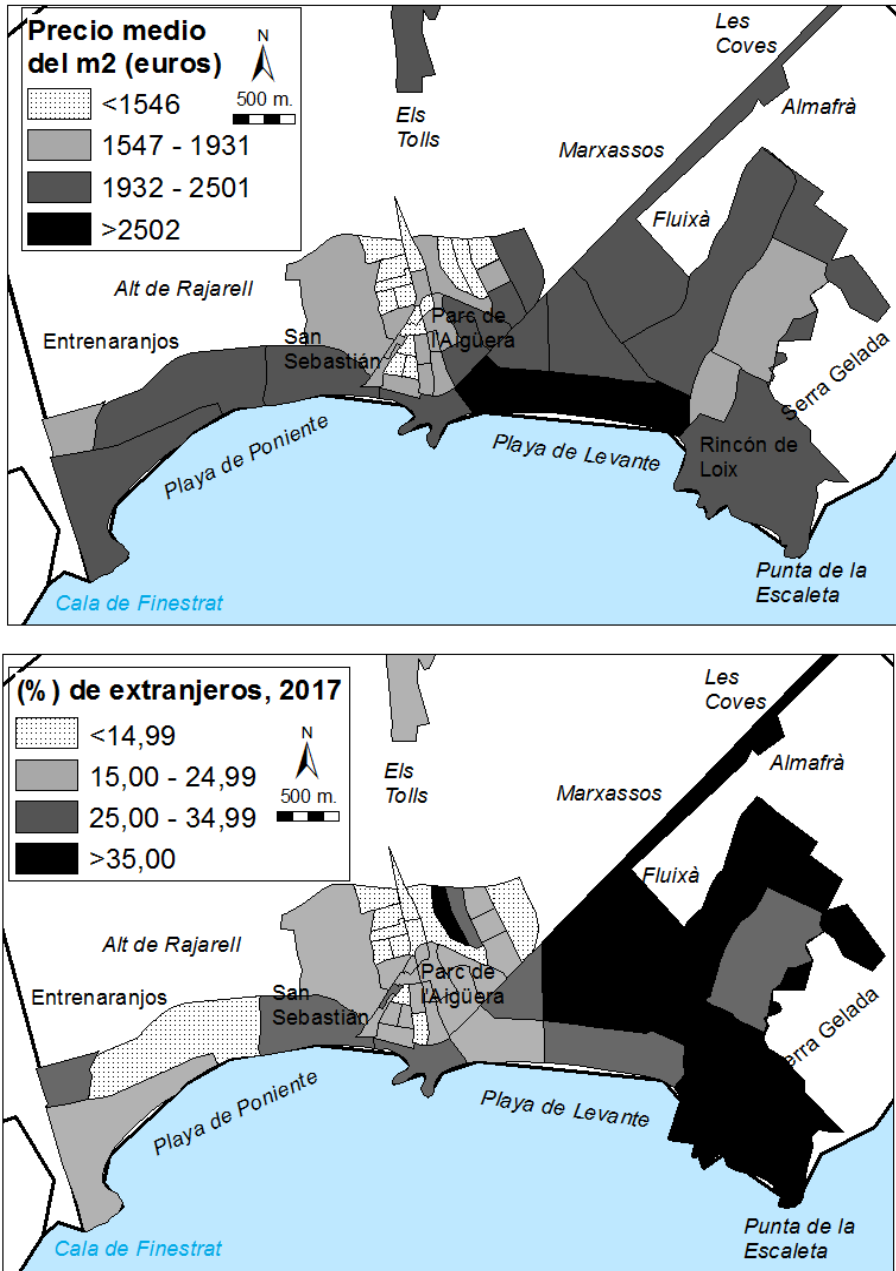 Precio medio
del m2 (euros)
N
500 m.
<1546
1547 - 1931
1932 - 2501
>2502
Les
Coves
Els
Tolls
Almafrà
Marxassos
Fluixà
Alt de Rajarell
Entrenaranjos
San
Sebastián
Parc de
l'Aigüera
Serra Gelada
Playa de Poniente
Playa de Levante
Rincón de
Loix
Punta de la
Escaleta
Cala de Finestrat
(%) de extranjeros, 2017
N
500 m.
<14,99
15,00 - 24,99
25,00 - 34,99
>35,00
Les
Coves
Els
Tolls
Almafrà
Marxassos
Fluixà
Alt de Rajarell
Entrenaranjos
San
Sebastián
Parc de
l'Aigüera
erra Gelada
Playa de Poniente
Playa de Levante
Punta de la
Escaleta
Cala de Finestrat